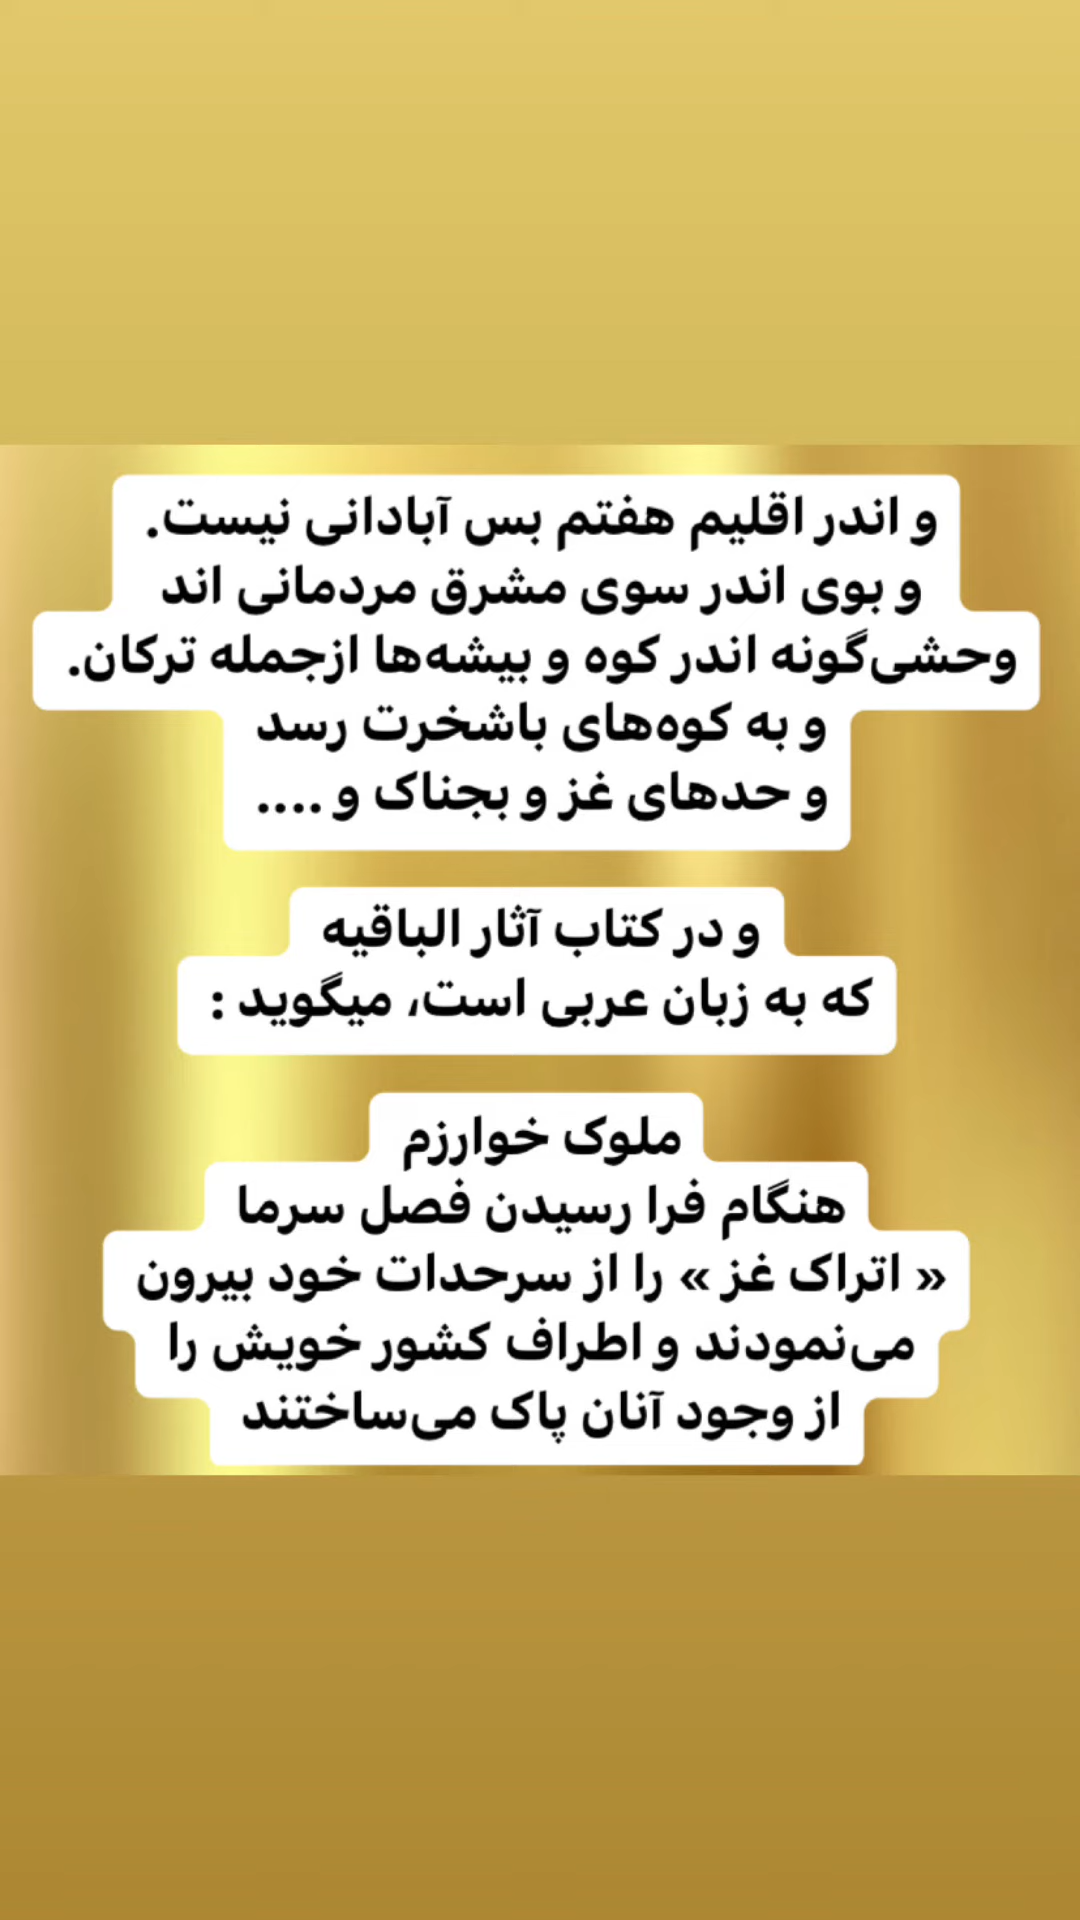 و اندر اقلیم هفتم بس آبادانی نیست.
و بوی اندر سوی مشرق مردمانی اند
وحشی‌گونه اندر کوه و بیشه‌ها ازجمله ترکان.
و به کوه‌های باشخرت رسد
و حدهای غز و بجناک و ....
و در کتاب آثار الباقیه
که به زبان عربی است، میگوید :
ملوک خوارزم
هنگام فرا رسیدن فصل سرما
« اتراک غز » را از سرحدات خود بیرون
می‌نمودند و اطراف کشور خویش را
از وجود آنان پاک می‌ساختند